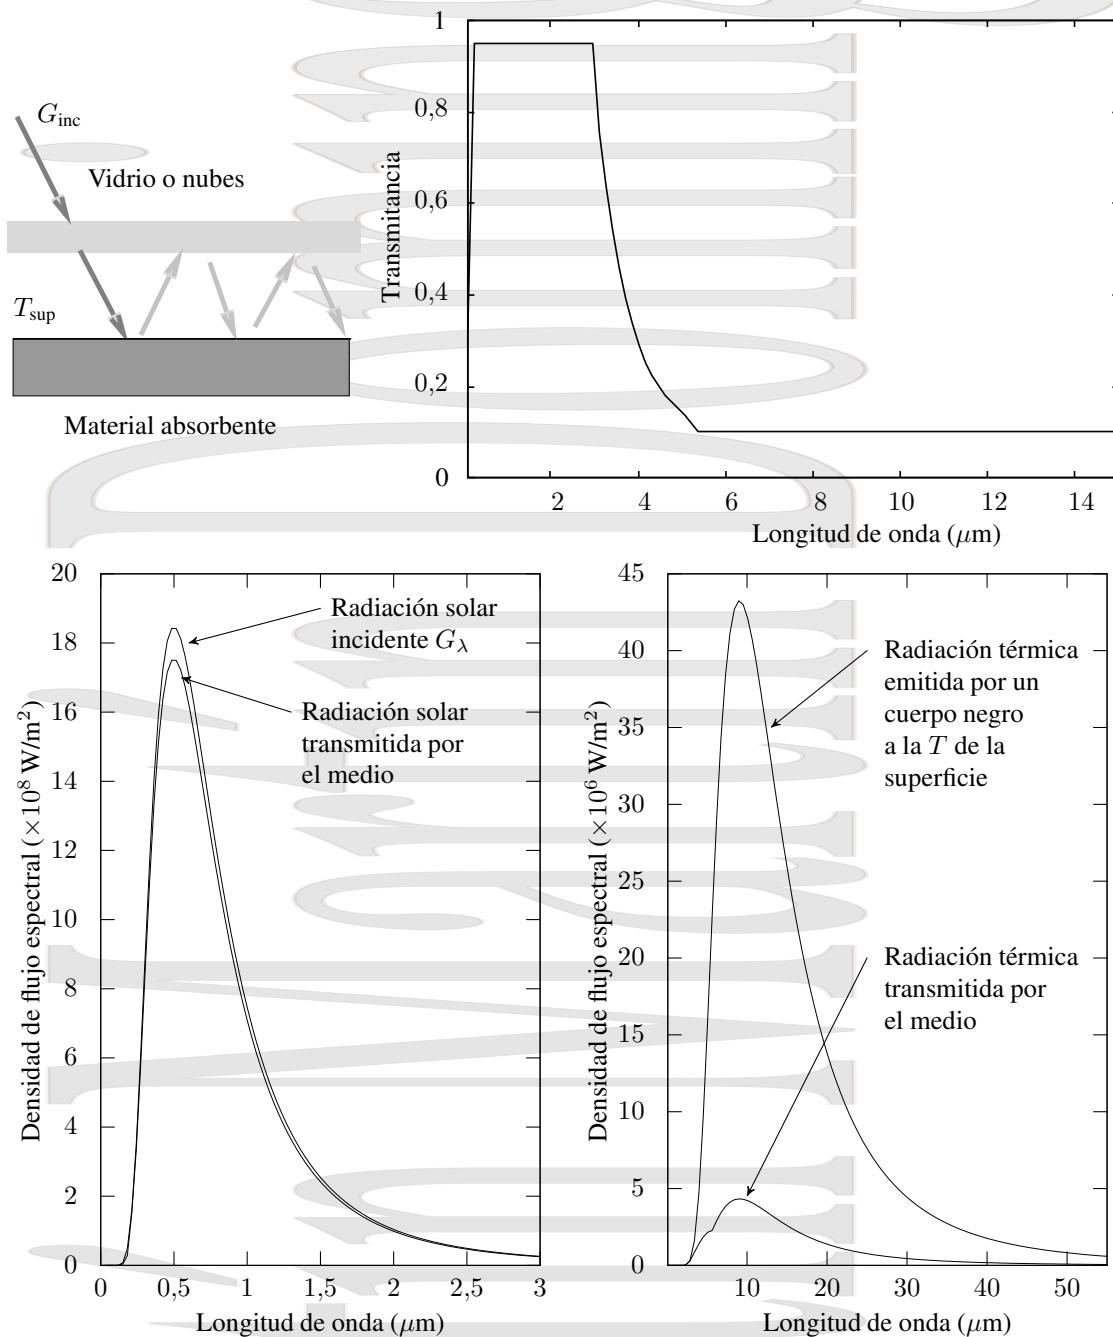 G_inc
Vidrio o nubes
T_sup
Material absorbente
1
0,8
0,6
0,4
0,2
0
Transmitancia
2 4 6 8 10 12 14
Longitud de onda (μm)
20
18
16
14
12
10
8
6
4
2
0
Densidad de flujo espectral (×10^8 W/m^2)
Radiación solar
incidente G_λ
Radiación solar
transmitida por
el medio
0 0,5 1 1,5 2 2,5 3
Longitud de onda (μm)
45
40
35
30
25
20
15
10
5
0
Densidad de flujo espectral (×10^6 W/m^2)
Radiación térmica
emitida por un
cuerpo negro
a la T de la
superficie
Radiación térmica
transmitida por
el medio
10 20 30 40 50
Longitud de onda (μm)